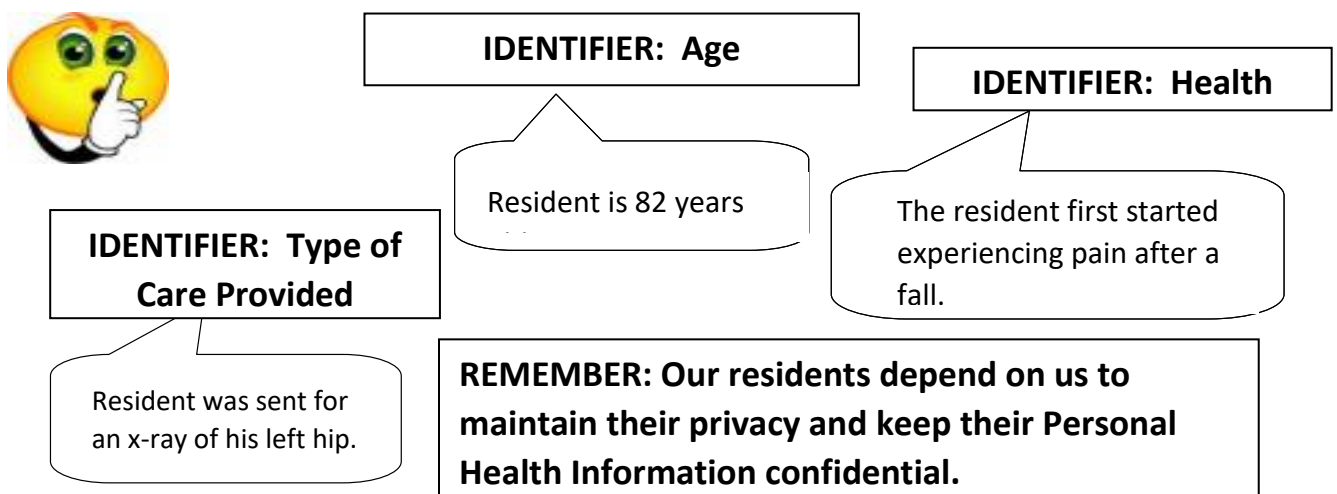 IDENTIFIER: Age
IDENTIFIER: Health
Resident is 82 years
The resident first started
experiencing pain after a
fall.
IDENTIFIER: Type of
Care Provided
Resident was sent for
an x-ray of his left hip.
REMEMBER: Our residents depend on us to
maintain their privacy and keep their Personal
Health Information confidential.